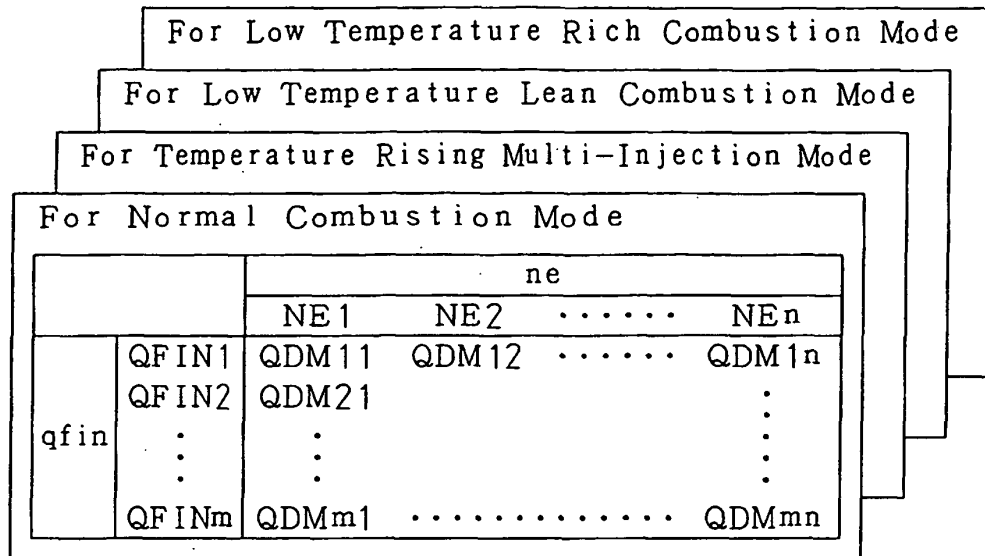 For Low Temperature Rich Combustion Mode
For Low Temperature Lean Combustion Mode
For Temperature Rising Multi-Injection Mode
For Normal Combustion Mode
ne
NE1 NE2 ······ NEn
QFIN1 QDM11 QDM12 ······ QDM1n
QFIN2 QDM21
qfin
QFINm QDMm1 ············· QDMmn